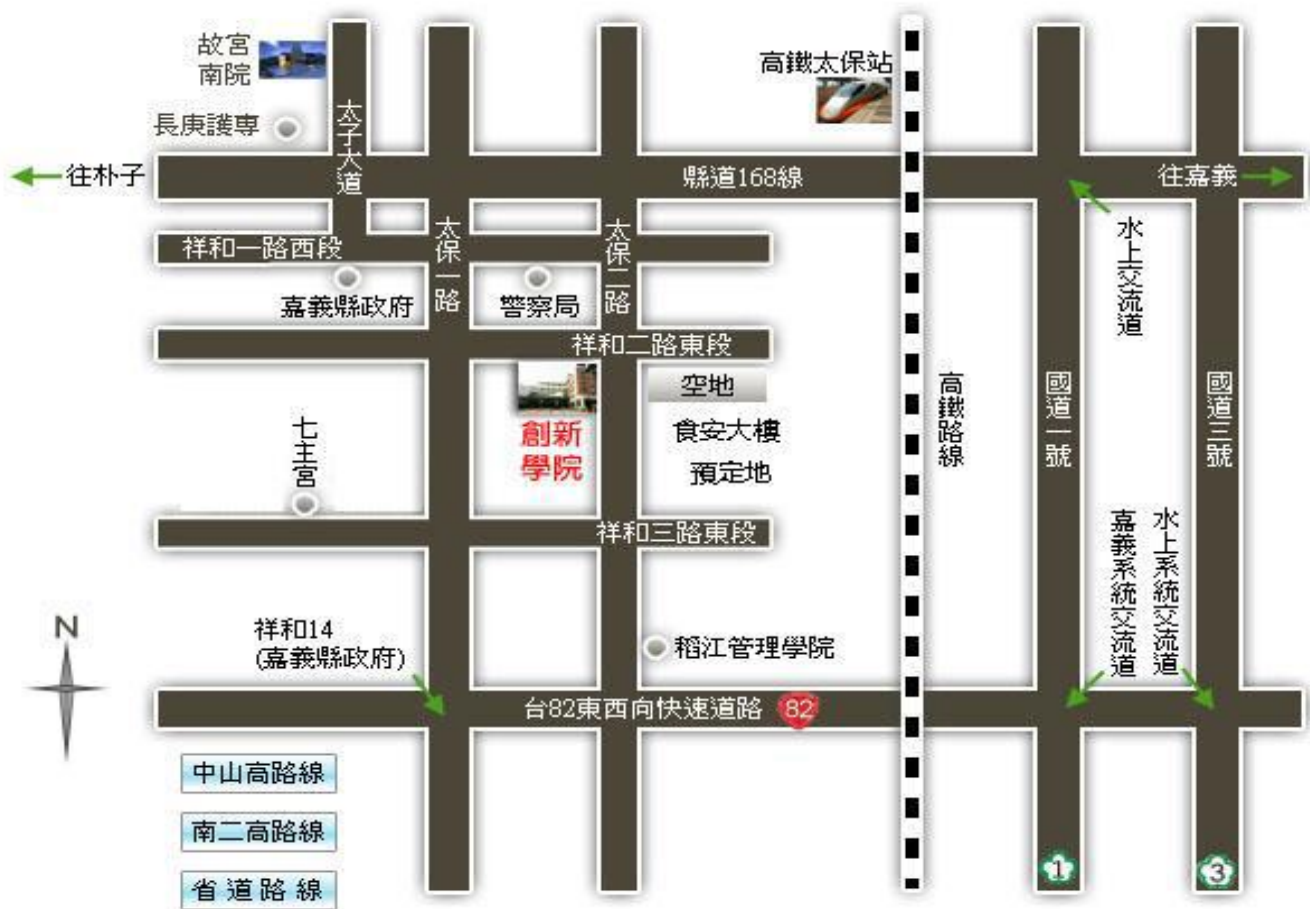 故宮
南院
高鐵太保站
長庚護専
太子大道
往朴子
縣道168線
往嘉義
祥和一路西段
太保一路
太保二路
水上交流道
嘉義縣政府
警察局
祥和二路東段
空地
高鐵路線
國道一號
國道三號
七主宮
創新
學院
食安大樓
預定地
祥和三路東段
嘉義系統交流道
水上系統交流道
N
祥和14
(嘉義縣政府)
稻江管理學院
台82東西向快速道路
82
中山高路線
南二高路線
省道路線
1
3